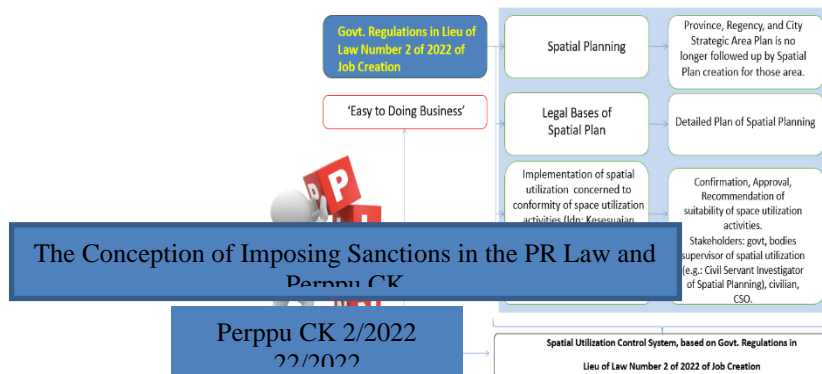 Govt. Regulations in Lieu of
Law Number 2 of 2022 of
Job Creation
Spatial Planning
Province, Regency, and City
Strategic Area Plan is no
longer followed up by Spatial
Plan creation for those area.
'Easy to Doing Business'
Legal Bases of
Spatial Plan
Detailed Plan of Spatial Planning
Implementation of spatial
utilization concerned to
conformity of space utilization
activities (Idn: Kesesuaian
Confirmation, Approval,
Recommendation of
suitability of space utilization
activities.
Stakeholders: govt, bodies
supervisor of spatial utilization
(e.g.: Civil Servant Investigator
of Spatial Planning), civilian,
CSO.
P
I
The Conception of Imposing Sanctions in the PR Law and
Perppu CK
Perppu CK 2/2022
22/2022
Spatial Utilization Control System, based on Govt. Regulations in
Lieu of Law Number 2 of 2022 of Job Creation